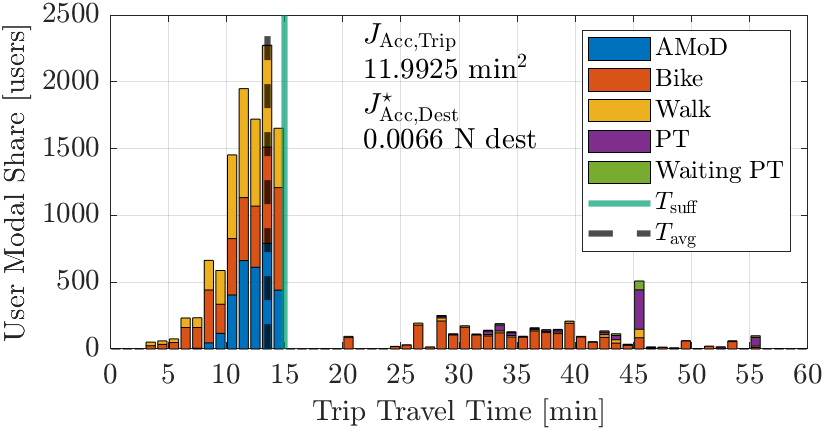 2500
2000
1500
1000
500
0
User Modal Share [users]
J_Acc,Trip
11.9925 min²
J⋆_Acc,Dest
0.0066 N dest
AMoD
Bike
Walk
PT
Waiting PT
T_suff
T_avg
0 5 10 15 20 25 30 35 40 45 50 55 60
Trip Travel Time [min]